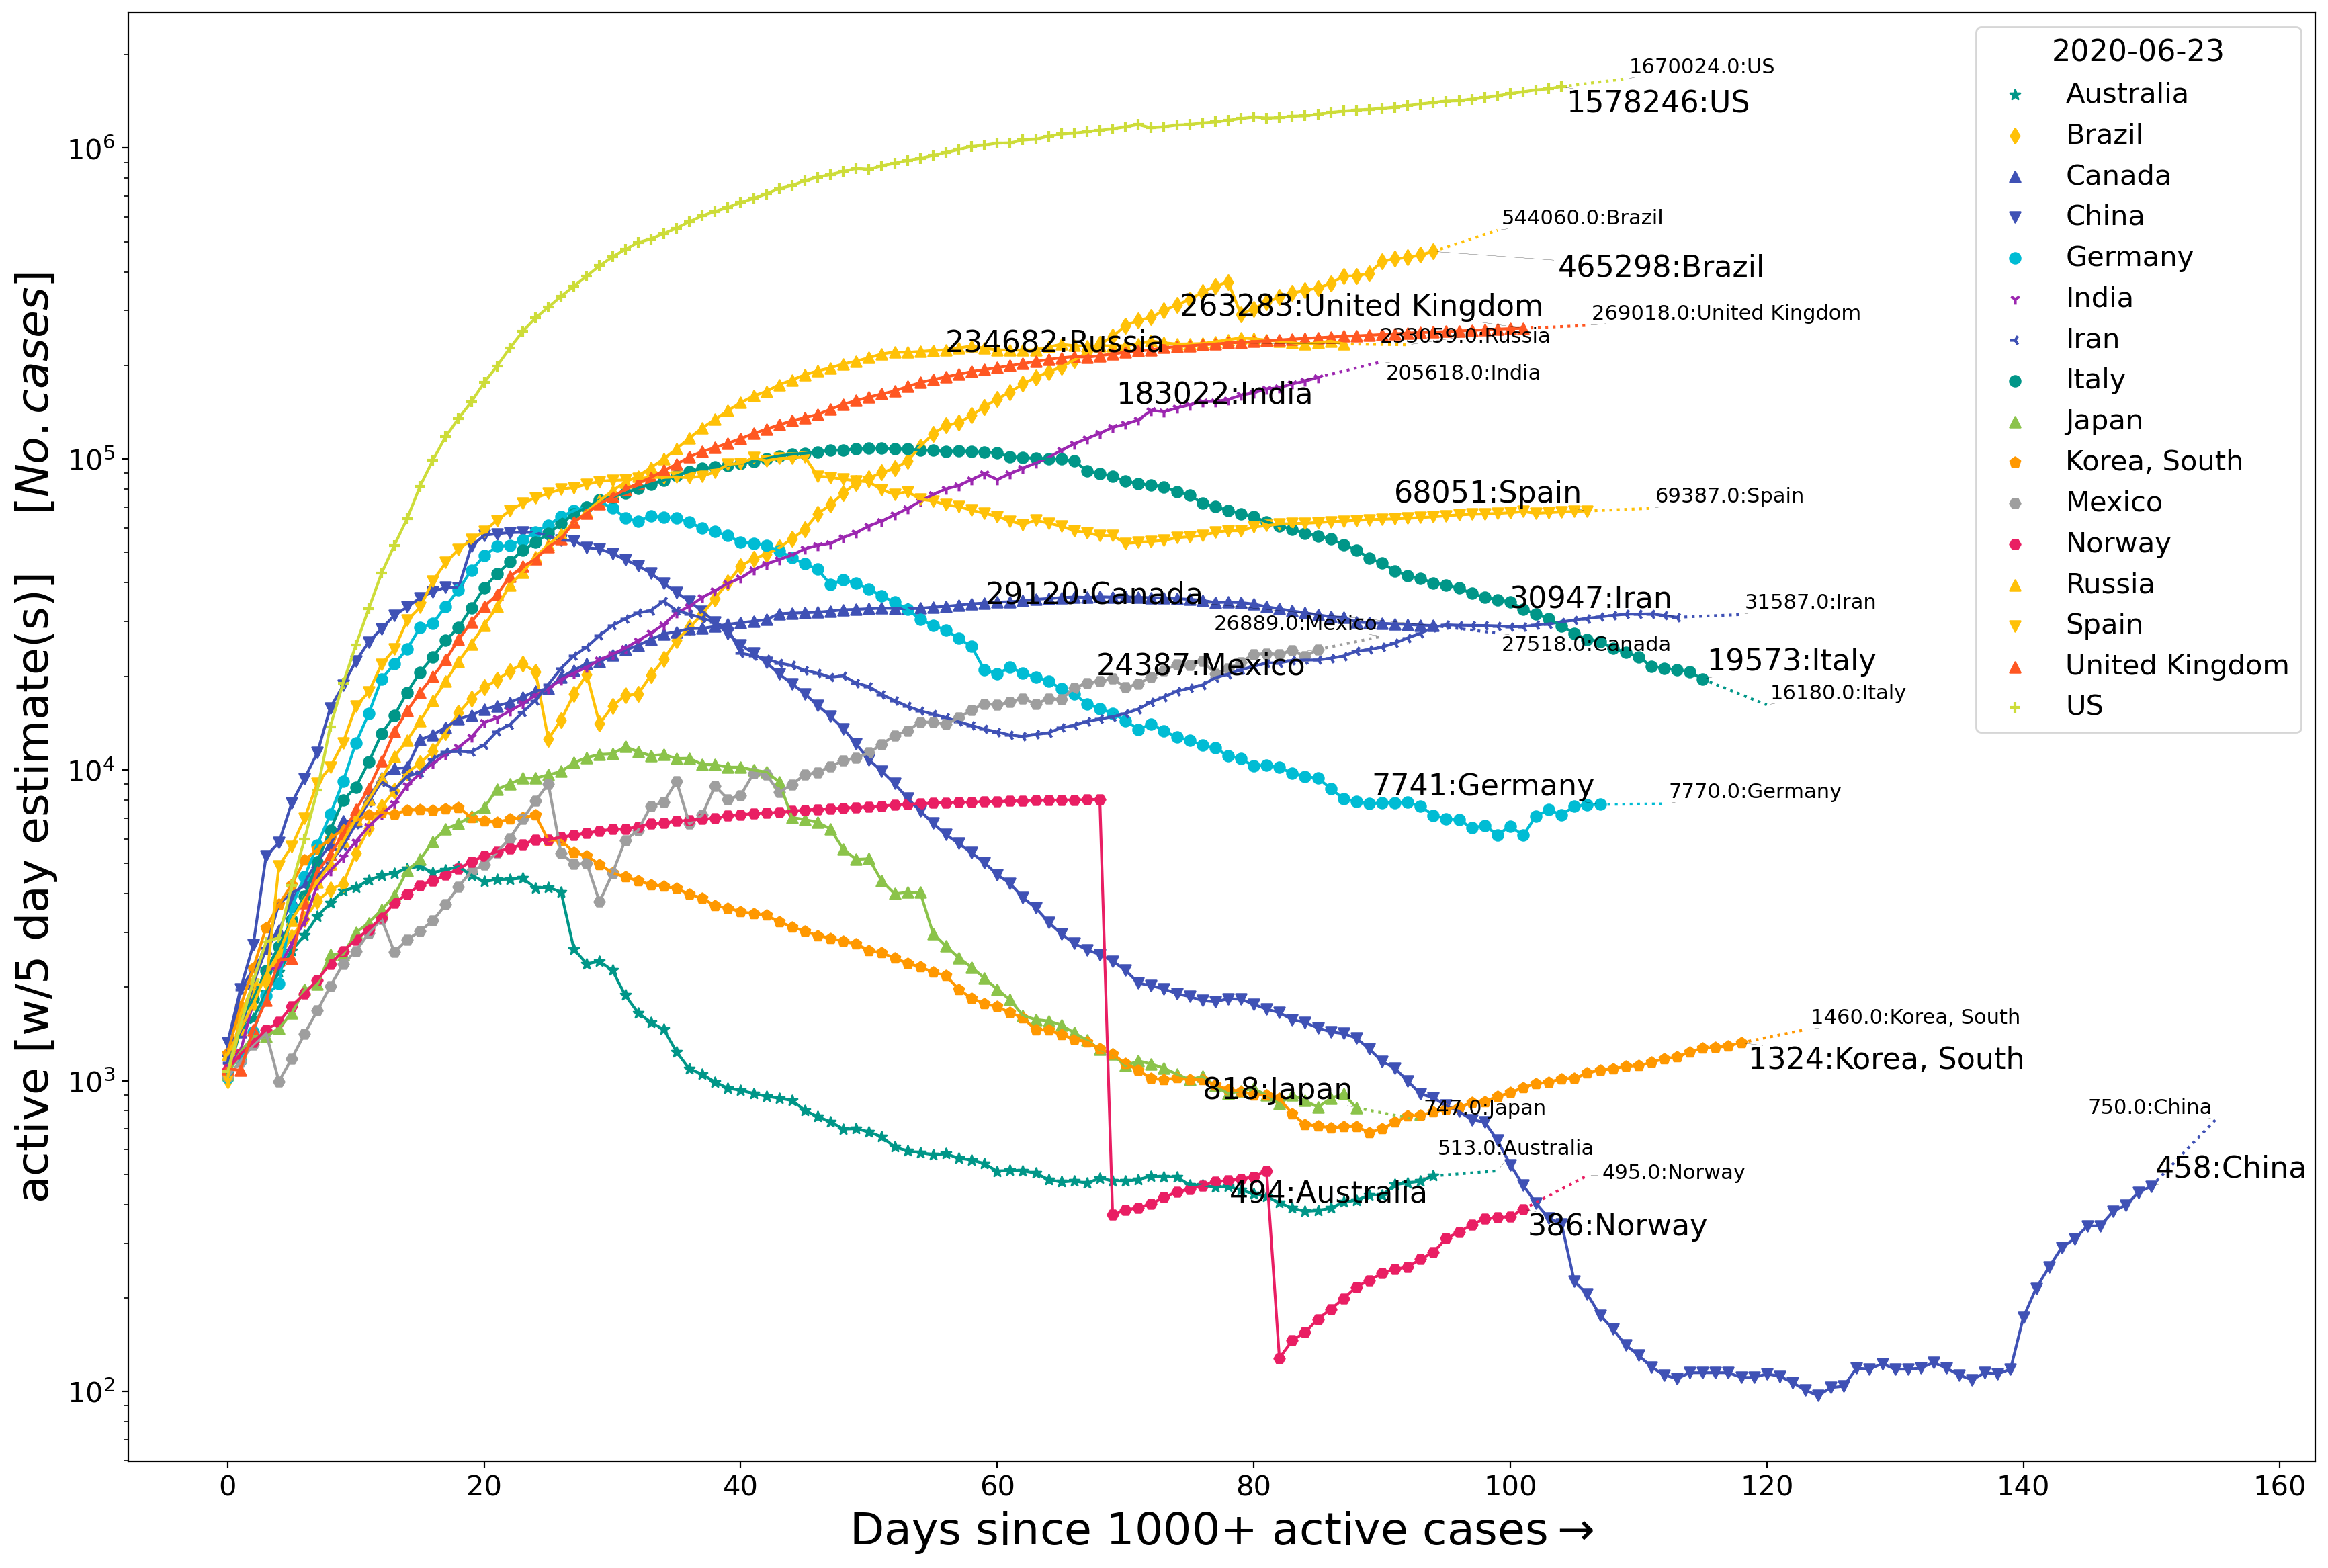 2020-06-23
Australia
Brazil
Canada
China
Germany
India
Iran
Italy
Japan
Korea, South
Mexico
Norway
Russia
Spain
United Kingdom
US
1670024.0:US
1578246:US
544060.0:Brazil
465298:Brazil
263283:United Kingdom
269018.0:United Kingdom
234682:Russia
233059.0:Russia
205618.0:India
183022:India
68051:Spain
69387.0:Spain
29120:Canada
30947:Iran
31587.0:Iran
26889.0:Mexico
27518.0:Canada
24387:Mexico
19573:Italy
16180.0:Italy
7741:Germany
7770.0:Germany
1460.0:Korea, South
1324:Korea, South
818:Japan
747.0:Japan
750.0:China
513.0:Australia
495.0:Norway
458:China
494:Australia
386:Norway
10^6
10^5
10^4
10^3
10^2
active [w/5 day estimate(s)] [No. cases]
0 20 40 60 80 100 120 140 160
Days since 1000+ active cases→